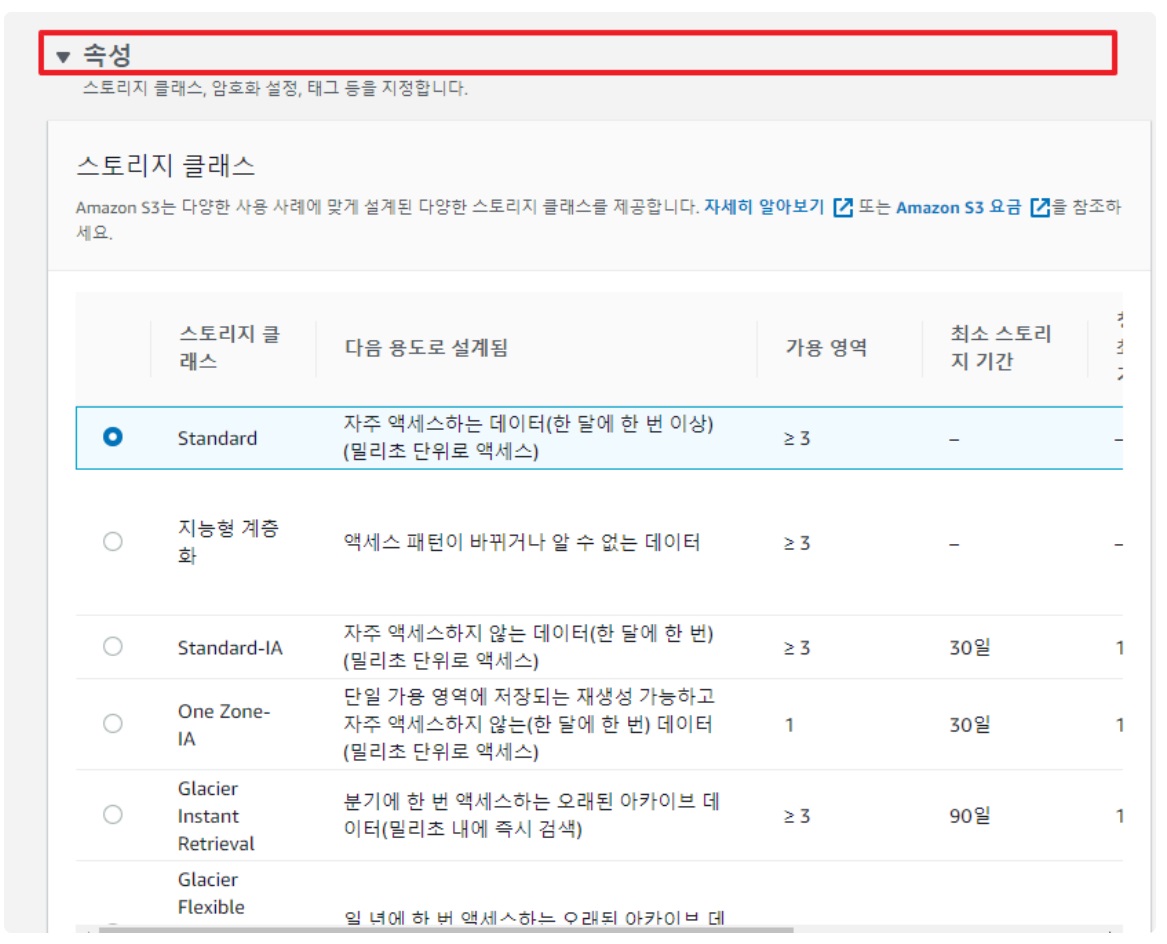 속성
스토리지 클래스, 암호화 설정, 태그 등을 지정합니다.
스토리지 클래스
Amazon S3는 다양한 사용 사례에 맞게 설계된 다양한 스토리지 클래스를 제공합니다. 자세히 알아보기 또는 Amazon S3 요금 을 참조하
세요.
스토리지 클
래스
다음 용도로 설계됨
가용 영역
최소 스토리
지 기간
Standard
자주 액세스하는 데이터(한 달에 한 번 이상)
(밀리초 단위로 액세스)
≥ 3
–
–
지능형 계층
화
액세스 패턴이 바뀌거나 알 수 없는 데이터
≥ 3
–
–
Standard-IA
자주 액세스하지 않는 데이터(한 달에 한 번)
(밀리초 단위로 액세스)
≥ 3
30일
1
One Zone-
IA
단일 가용 영역에 저장되는 재생성 가능하고
자주 액세스하지 않는(한 달에 한 번) 데이터
(밀리초 단위로 액세스)
1
30일
1
Glacier
Instant
Retrieval
분기에 한 번 액세스하는 오래된 아카이브 데
이터(밀리초 내에 즉시 검색)
≥ 3
90일
1
Glacier
Flexible
일 년에 한 번 액세스하는 오래된 아카이브 데